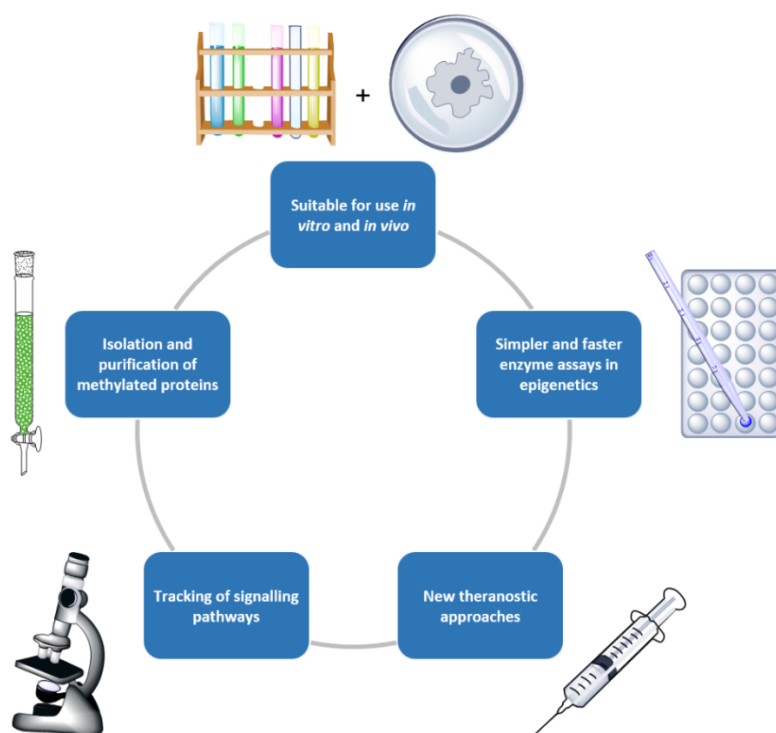 +
Suitable for use in
vitro and in vivo
Isolation and
purification of
methylated proteins
Simpler and faster
enzyme assays in
epigenetics
Tracking of signalling
pathways
New theranostic
approaches